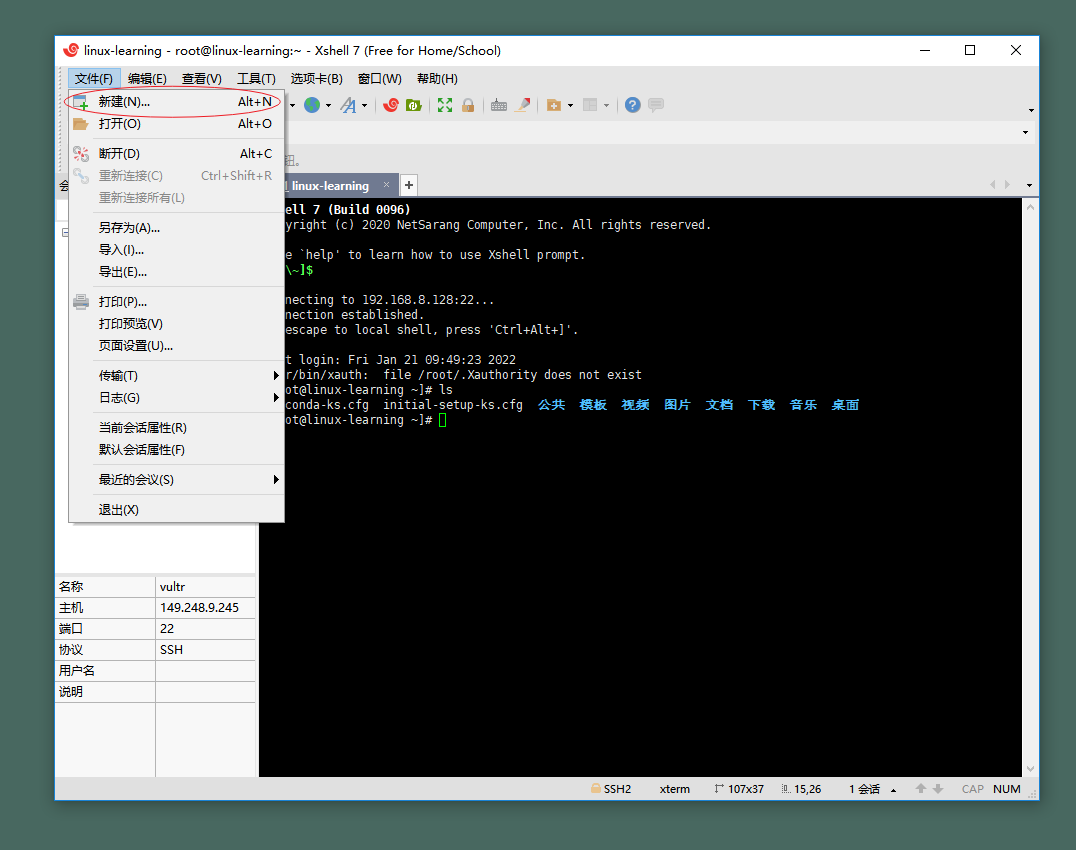 linux-learning - root@linux-learning:~ - Xshell 7 (Free for Home/School)
文件(F) 编辑(E) 查看(V) 工具(T) 选项卡(B) 窗口(W) 帮助(H)
新建(N)... Alt+N
打开(O) Alt+O
断开(D) Alt+C
重新连接(C) Ctrl+Shift+R
重新连接所有(L)
另存为(A)...
导入(I)...
导出(E)...
打印(P)...
打印预览(V)
页面设置(U)...
传输(T)
日志(G)
当前会话属性(R)
默认会话属性(F)
最近的会议(S)
退出(X)
钮。
会
linux-learning
ell 7 (Build 0096)
yright (c) 2020 NetSarang Computer, Inc. All rights reserved.
e `help' to learn how to use Xshell prompt.
\~]$
necting to 192.168.8.128:22...
nection established.
escape to local shell, press 'Ctrl+Alt+]'.
t login: Fri Jan 21 09:49:23 2022
r/bin/xauth:  file /root/.Xauthority does not exist
ot@linux-learning ~]# ls
conda-ks.cfg  initial-setup-ks.cfg  公共  模板  视频  图片  文档  下载  音乐  桌面
ot@linux-learning ~]#
名称 vultr
主机 149.248.9.245
端口 22
协议 SSH
用户名
说明
SSH2 xterm 107x37 15,26 1 会话 CAP NUM